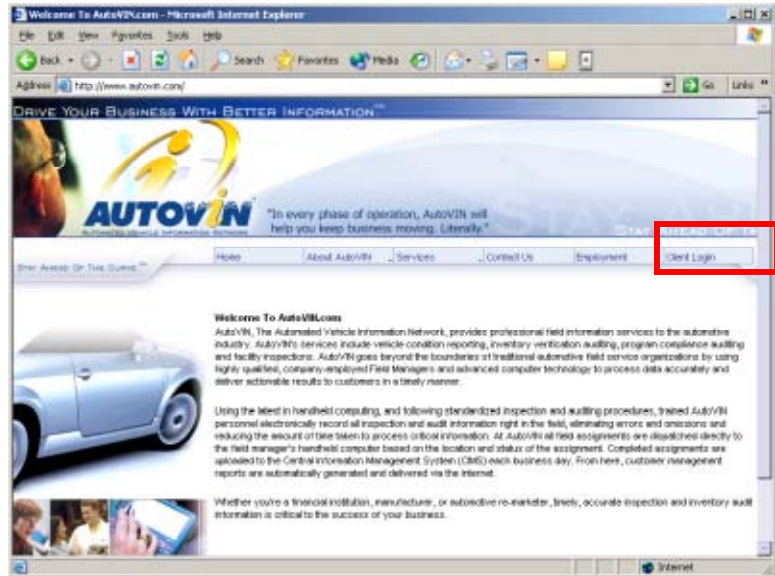 Welcome To AutoVIN.com - Microsoft Internet Explorer
File Edit View Favorites Tools Help
Back Search Favorites Media
Address http://www.autovin.com/ Go Links
DRIVE YOUR BUSINESS WITH BETTER INFORMATION
AUTOVIN
AUTOMATED VEHICLE INFORMATION NETWORK
"In every phase of operation, AutoVIN will
help you keep business moving. Literally."
STAY AHEAD OF T
Home About AutoVIN Services Contact Us Employment Client Login
STAY AHEAD OF THE CURVE.™
Welcome To AutoVIN.com
AutoVIN, The Automated Vehicle Information Network, provides professional field information services to the automotive
industry. AutoVIN's services include vehicle condition reporting, inventory verification auditing, program compliance auditing
and facility inspections. AutoVIN goes beyond the boundaries of traditional automotive field service organizations by using
highly qualified, company-employed Field Managers and advanced computer technology to process data accurately and
deliver actionable results to customers in a timely manner.
Using the latest in handheld computing, and following standardized inspection and auditing procedures, trained AutoVIN
personnel electronically record all inspection and audit information right in the field, eliminating errors and omissions and
reducing the amount of time taken to process critical information. At AutoVIN all field assignments are dispatched directly to
the field manager's handheld computer based on the location and status of the assignment. Completed assignments are
uploaded to the Central Information Management System (CIMS) each business day. From here, customer management
reports are automatically generated and delivered via the internet.
Whether you're a financial institution, manufacturer, or automotive re-marketer, timely, accurate inspection and inventory audit
information is critical to the success of your business.
Internet